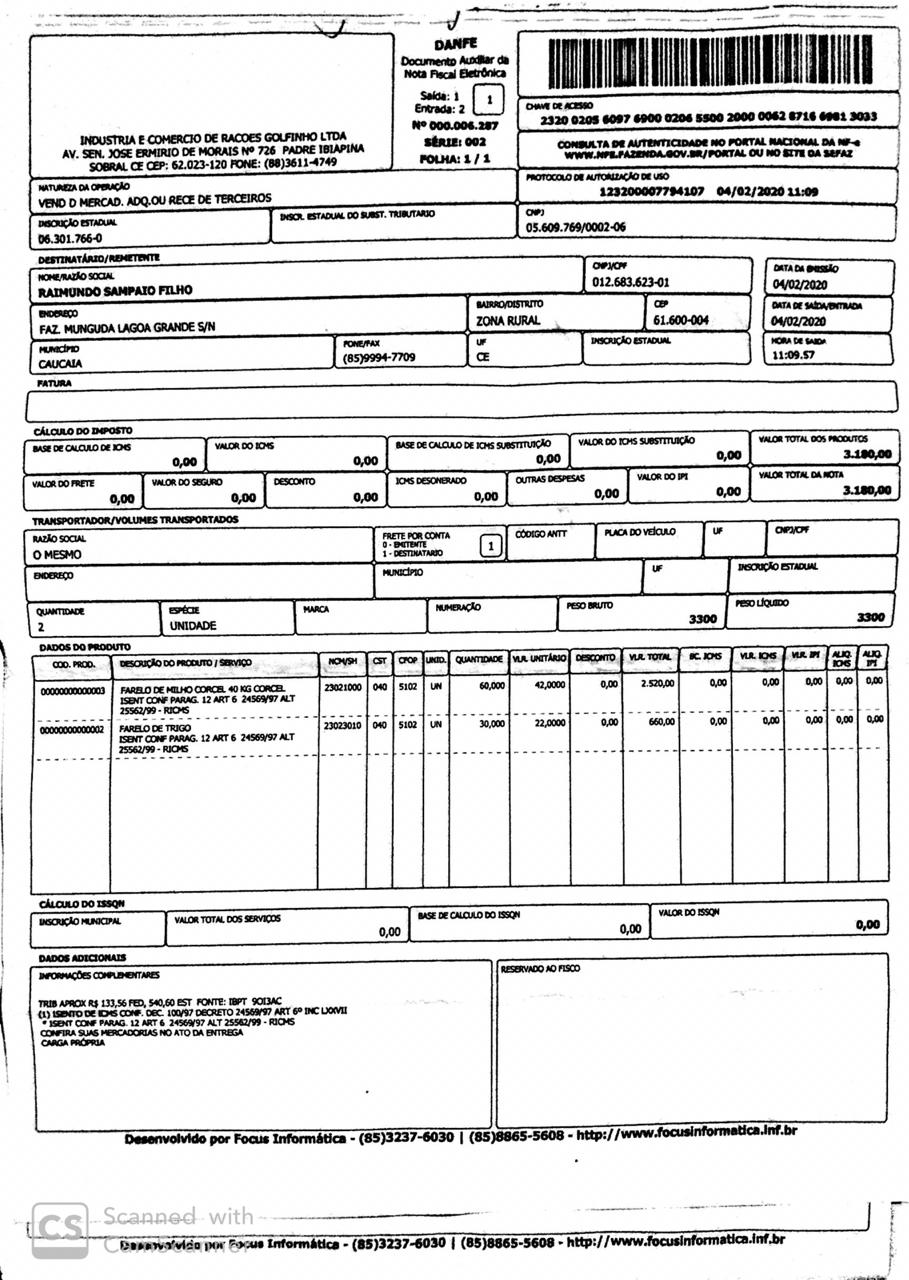 DANFE
Documento Auxiliar da
Nota Fiscal Eletrônica
Saída: 1
Entrada: 2
1
Nº 000.006.287
SÉRIE: 002
FOLHA: 1 / 1
INDUSTRIA E COMERCIO DE RACOES GOLFINHO LTDA
AV. SEN. JOSE ERMIRIO DE MORAIS Nº 726 PADRE IBIAPINA
SOBRAL CE CEP: 62.023-120 FONE: (88)3611-4749
CHAVE DE ACESSO
2320 0205 6097 6900 0206 5500 2000 0062 8716 6981 3033
CONSULTA DE AUTENTICIDADE NO PORTAL NACIONAL DA NF-e
WWW.NFE.FAZENDA.GOV.BR/PORTAL OU NO SITE DA SEFAZ
NATUREZA DA OPERAÇÃO
VEND D MERCAD. ADQ.OU RECE DE TERCEIROS
PROTOCOLO DE AUTORIZAÇÃO DE USO
123200007794107 04/02/2020 11:09
INSCRIÇÃO ESTADUAL
06.301.766-0
INSCR. ESTADUAL DO SUBST. TRIBUTARIO
CNPJ
05.609.769/0002-06
DESTINATÁRIO/REMETENTE
NOME/RAZÃO SOCIAL
RAIMUNDO SAMPAIO FILHO
CNPJ/CPF
012.683.623-01
DATA DA EMISSÃO
04/02/2020
ENDEREÇO
FAZ. MUNGUDA LAGOA GRANDE S/N
BAIRRO/DISTRITO
ZONA RURAL
CEP
61.600-004
DATA DE SAÍDA/ENTRADA
04/02/2020
MUNICÍPIO
CAUCAIA
FONE/FAX
(85)9994-7709
UF
CE
INSCRIÇÃO ESTADUAL
HORA DE SAIDA
11:09.57
FATURA
CÁLCULO DO IMPOSTO
BASE DE CALCULO DE ICMS
0,00
VALOR DO ICMS
0,00
BASE DE CALCULO DE ICMS SUBSTITUIÇÃO
0,00
VALOR DO ICMS SUBSTITUIÇÃO
0,00
VALOR TOTAL DOS PRODUTOS
3.180,00
VALOR DO FRETE
0,00
VALOR DO SEGURO
0,00
DESCONTO
0,00
ICMS DESONERADO
0,00
OUTRAS DESPESAS
0,00
VALOR DO IPI
0,00
VALOR TOTAL DA NOTA
3.180,00
TRANSPORTADOR/VOLUMES TRANSPORTADOS
RAZÃO SOCIAL
O MESMO
FRETE POR CONTA
0 - EMITENTE
1 - DESTINATARIO
1
CÓDIGO ANTT
PLACA DO VEÍCULO
UF
CNPJ/CPF
ENDEREÇO
MUNICÍPIO
UF
INSCRIÇÃO ESTADUAL
QUANTIDADE
2
ESPÉCIE
UNIDADE
MARCA
NUMERAÇÃO
PESO BRUTO
3300
PESO LÍQUIDO
3300
DADOS DO PRODUTO
COD. PROD. DESCRIÇÃO DO PRODUTO / SERVIÇO NCM/SH CST CFOP UNID. QUANTIDADE VLR. UNITÁRIO DESCONTO VLR. TOTAL BC. ICMS VLR. ICMS VLR. IPI ALIQ. ICMS ALIQ. IPI
00000000000003 FARELO DE MILHO CORCEL 40 KG CORCEL 23021000 040 5102 UN 60,000 42,0000 0,00 2.520,00 0,00 0,00 0,00 0,00 0,00
ISENT CONF PARAG. 12 ART 6 24569/97 ALT
25562/99 - RICMS
00000000000002 FARELO DE TRIGO 23023010 040 5102 UN 30,000 22,0000 0,00 660,00 0,00 0,00 0,00 0,00 0,00
ISENT CONF PARAG. 12 ART 6 24569/97 ALT
25562/99 - RICMS
CÁLCULO DO ISSQN
INSCRIÇÃO MUNICIPAL
VALOR TOTAL DOS SERVIÇOS
0,00
BASE DE CALCULO DO ISSQN
0,00
VALOR DO ISSQN
0,00
DADOS ADICIONAIS
INFORMAÇÕES COMPLEMENTARES
RESERVADO AO FISCO
TRIB APROX R$ 133,56 FED, 540,60 EST FONTE: IBPT 9OI3AC
(1) ISENTO DE ICMS CONF. DEC. 100/97 DECRETO 24569/97 ART 6º INC LXXVII
* ISENT CONF PARAG. 12 ART 6 24569/97 ALT 25562/99 - RICMS
CONFIRA SUAS MERCADORIAS NO ATO DA ENTREGA
CARGA PRÓPRIA
Desenvolvido por Focus Informática - (85)3237-6030 | (85)8865-5608 - http://www.focusinformatica.inf.br
CS Scanned with
CamScanner
Desenvolvido por Focus Informática - (85)3237-6030 | (85)8865-5608 - http://www.focusinformatica.inf.br